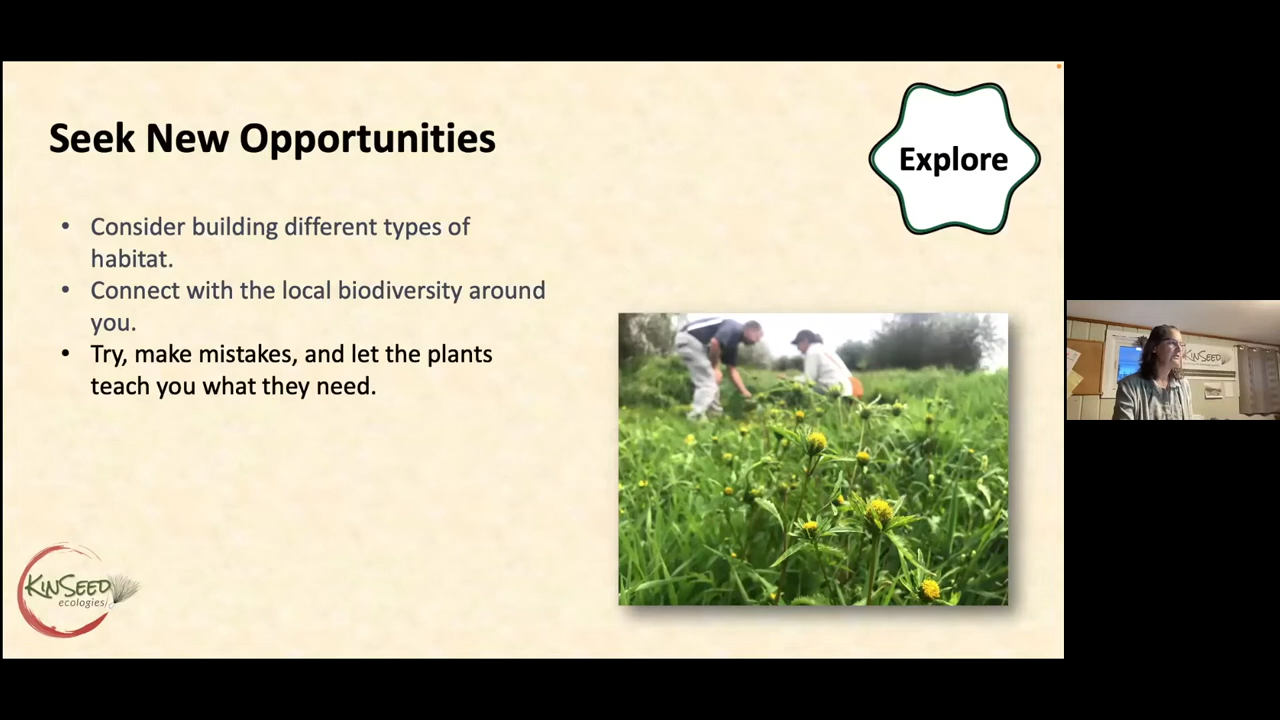 Seek New Opportunities
Explore
• Consider building different types of
habitat.
• Connect with the local biodiversity around
you.
• Try, make mistakes, and let the plants
teach you what they need.
KINSEED
ecologies
KINSEED